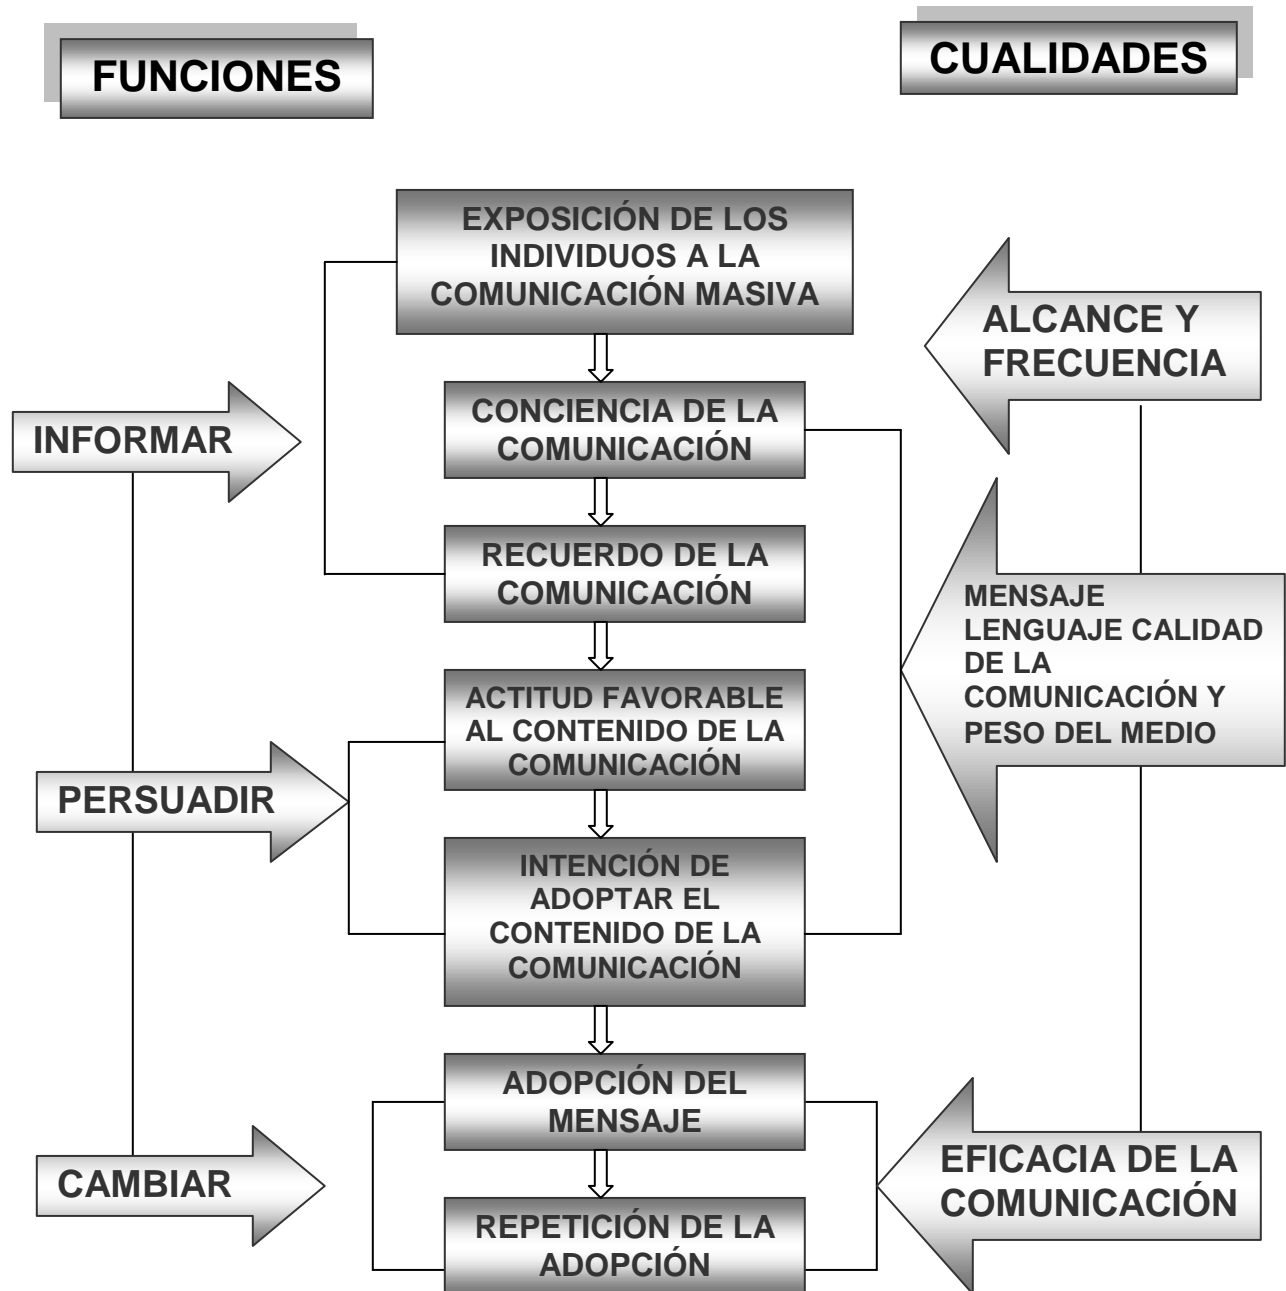 FUNCIONES
CUALIDADES
EXPOSICIÓN DE LOS
INDIVIDUOS A LA
COMUNICACIÓN MASIVA
ALCANCE Y
FRECUENCIA
CONCIENCIA DE LA
COMUNICACIÓN
INFORMAR
RECUERDO DE LA
COMUNICACIÓN
MENSAJE
LENGUAJE CALIDAD
DE LA
COMUNICACIÓN Y
PESO DEL MEDIO
ACTITUD FAVORABLE
AL CONTENIDO DE LA
COMUNICACIÓN
PERSUADIR
INTENCIÓN DE
ADOPTAR EL
CONTENIDO DE LA
COMUNICACIÓN
ADOPCIÓN DEL
MENSAJE
CAMBIAR
EFICACIA DE LA
COMUNICACIÓN
REPETICIÓN DE LA
ADOPCIÓN